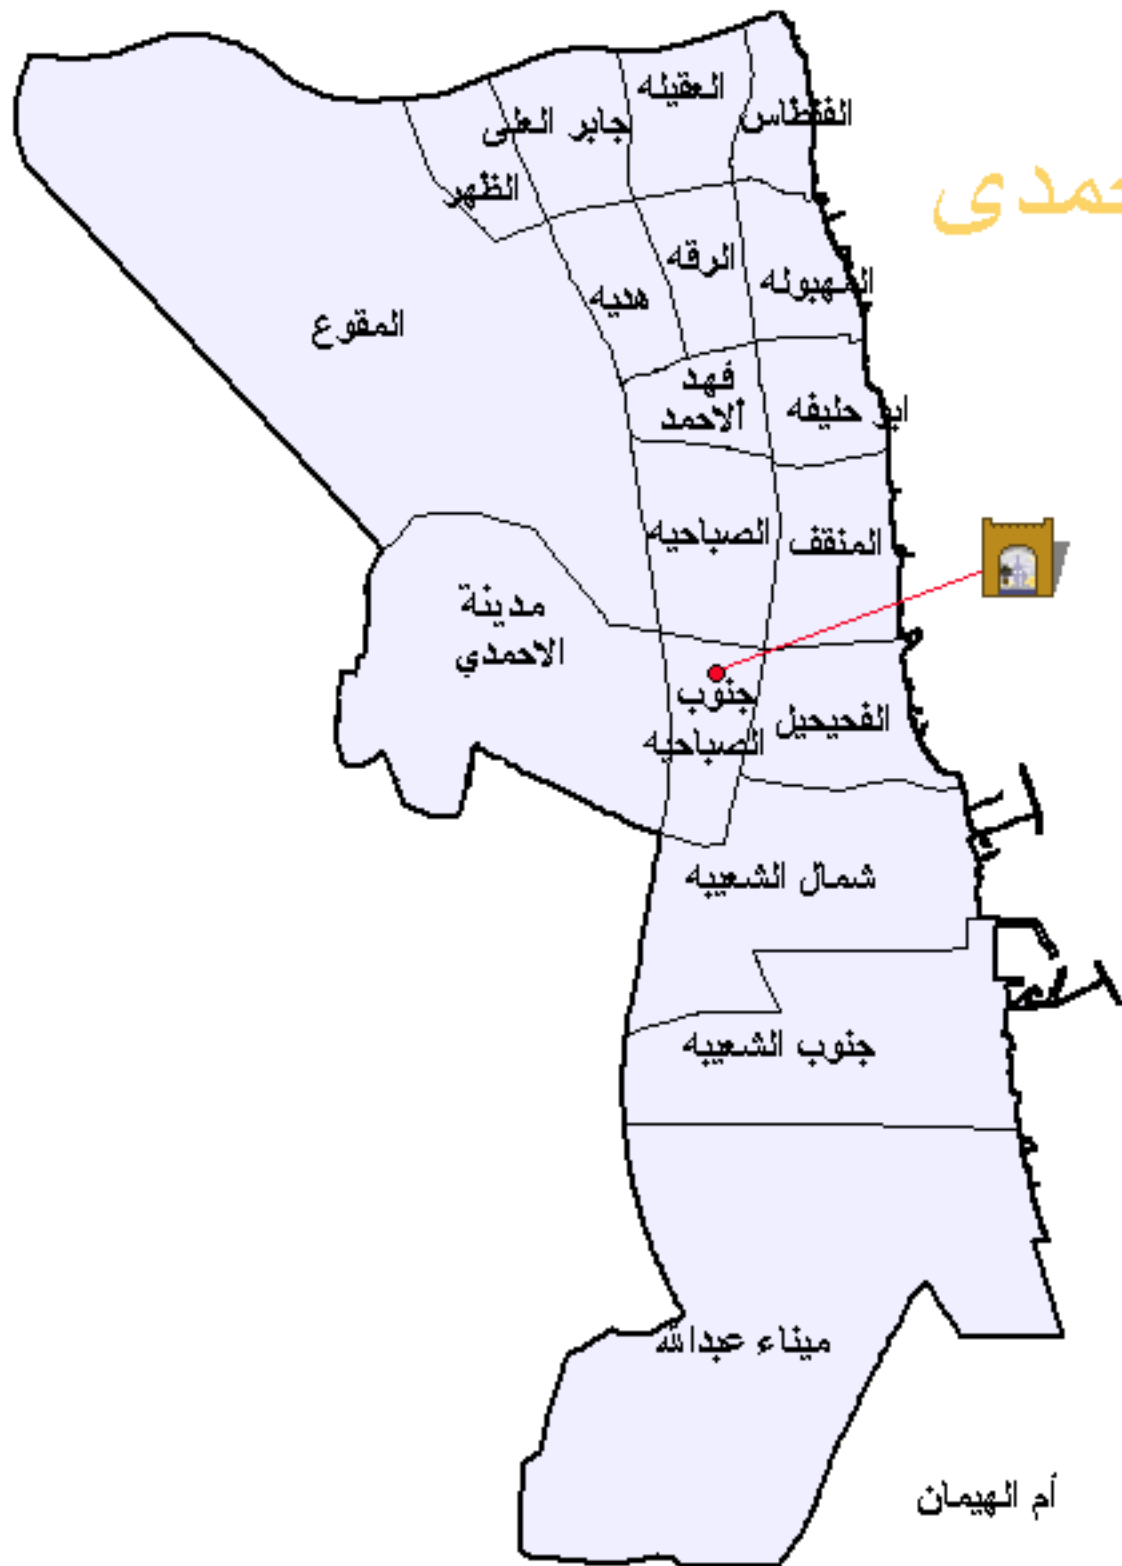 العقيله
الفنطاس
جابر العلى
الظهر
حمدى
الرقه
المهبوله
هديه
المقوع
فهد
الاحمد
ابو حليفه
الصباحيه
المنقف
مدينة
الاحمدي
جنوب
الصباحيه
الفحيحيل
شمال الشعيبه
جنوب الشعيبه
ميناء عبدالله
أم الهيمان